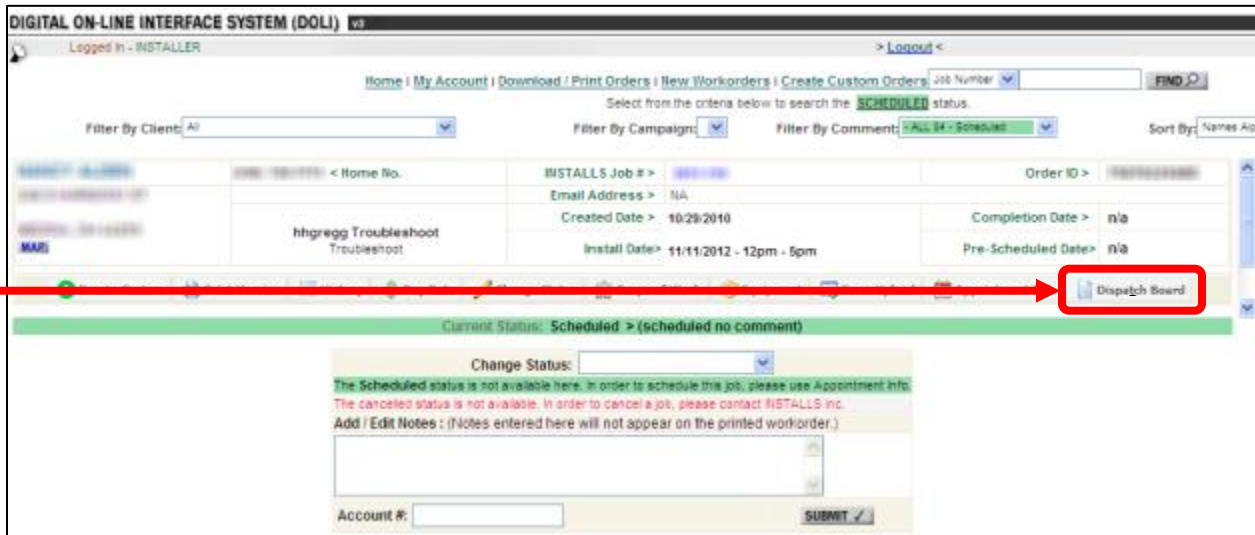 DIGITAL ON-LINE INTERFACE SYSTEM (DOLI) v3
Logged In - INSTALLER > Logout <
Home | My Account | Download / Print Orders | New Workorders | Create Custom Orders Job Number FIND
Select from the criteria below to search the SCHEDULED status.
Filter By Client: All Filter By Campaign: Filter By Comment: - ALL 04 - Scheduled Sort By: Names
< Home No. INSTALLS Job # > Order ID >
Email Address > NA
hhgregg Troubleshoot Created Date > 10/29/2010 Completion Date > n/a
MAP| Troubleshoot Install Date> 11/11/2012 - 12pm - 5pm Pre-Scheduled Date> n/a
Dispatch Board
Current Status: Scheduled > (scheduled no comment)
Change Status:
The Scheduled status is not available here. In order to schedule this job, please use Appointment Info.
The cancelled status is not available. In order to cancel a job, please contact INSTALLS inc.
Add / Edit Notes : (Notes entered here will not appear on the printed workorder.)
Account #: SUBMIT ✓